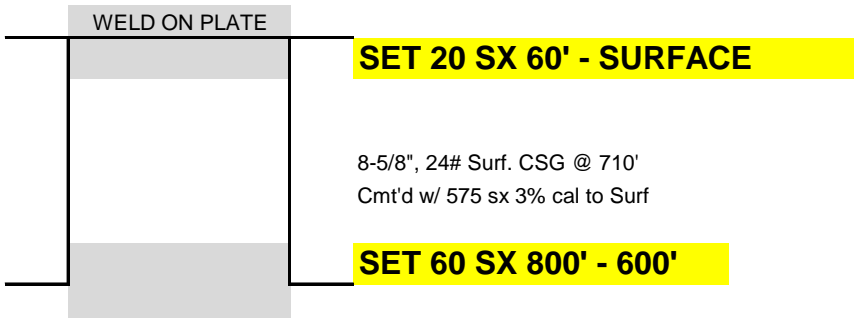 WELD ON PLATE
SET 20 SX 60' - SURFACE
8-5/8", 24# Surf. CSG @ 710'
Cmt'd w/ 575 sx 3% cal to Surf
SET 60 SX 800' - 600'